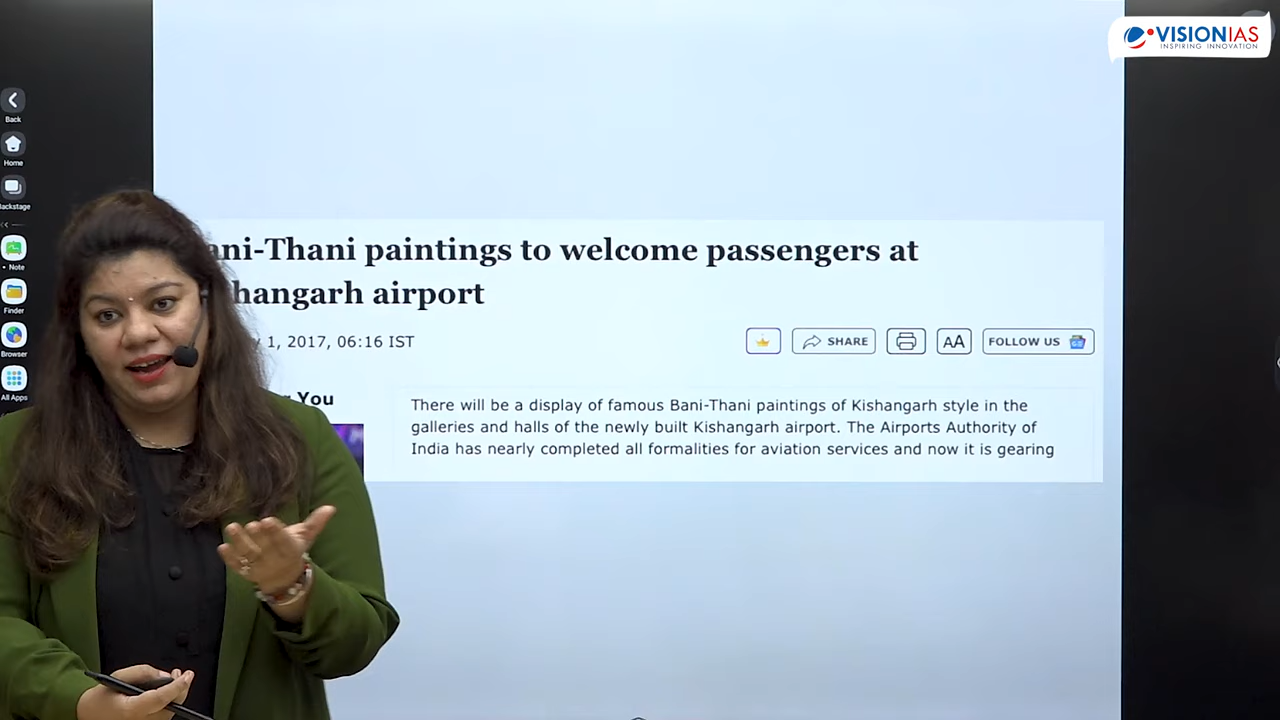 VISIONIAS
INSPIRING INNOVATION
Back
Home
Note
Finder
Browser
All Apps
ani-Thani paintings to welcome passengers at
hangarh airport
1, 2017, 06:16 IST
SHARE
AA
FOLLOW US
You
There will be a display of famous Bani-Thani paintings of Kishangarh style in the
galleries and halls of the newly built Kishangarh airport. The Airports Authority of
India has nearly completed all formalities for aviation services and now it is gearing